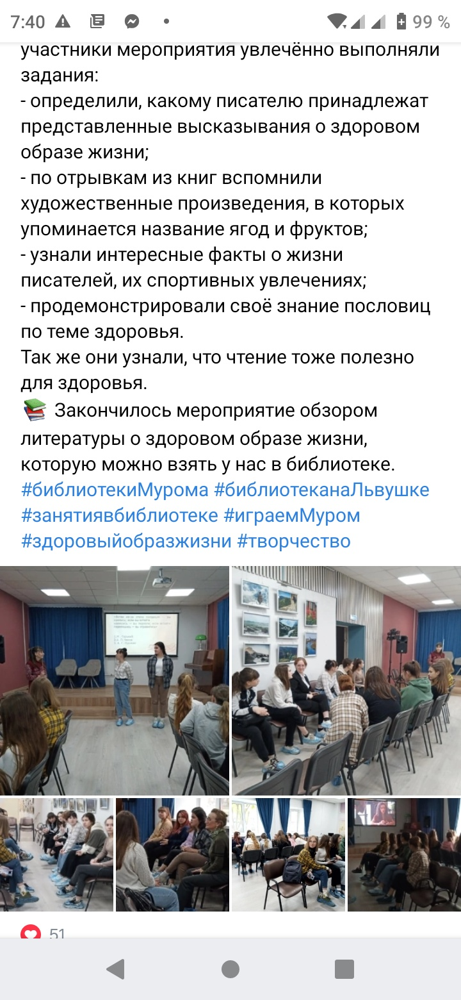 7:40
99 %
участники мероприятия увлечённо выполняли
задания:
- определили, какому писателю принадлежат
представленные высказывания о здоровом
образе жизни;
- по отрывкам из книг вспомнили
художественные произведения, в которых
упоминается название ягод и фруктов;
- узнали интересные факты о жизни
писателей, их спортивных увлечениях;
- продемонстрировали своё знание пословиц
по теме здоровья.
Так же они узнали, что чтение тоже полезно
для здоровья.
📚 Закончилось мероприятие обзором
литературы о здоровом образе жизни,
которую можно взять у нас в библиотеке.
#библиотекиМурома #библиотеканаЛьвушке
#занятиявбиблиотеке #играемМуром
#здоровыйобразжизни #творчество
51